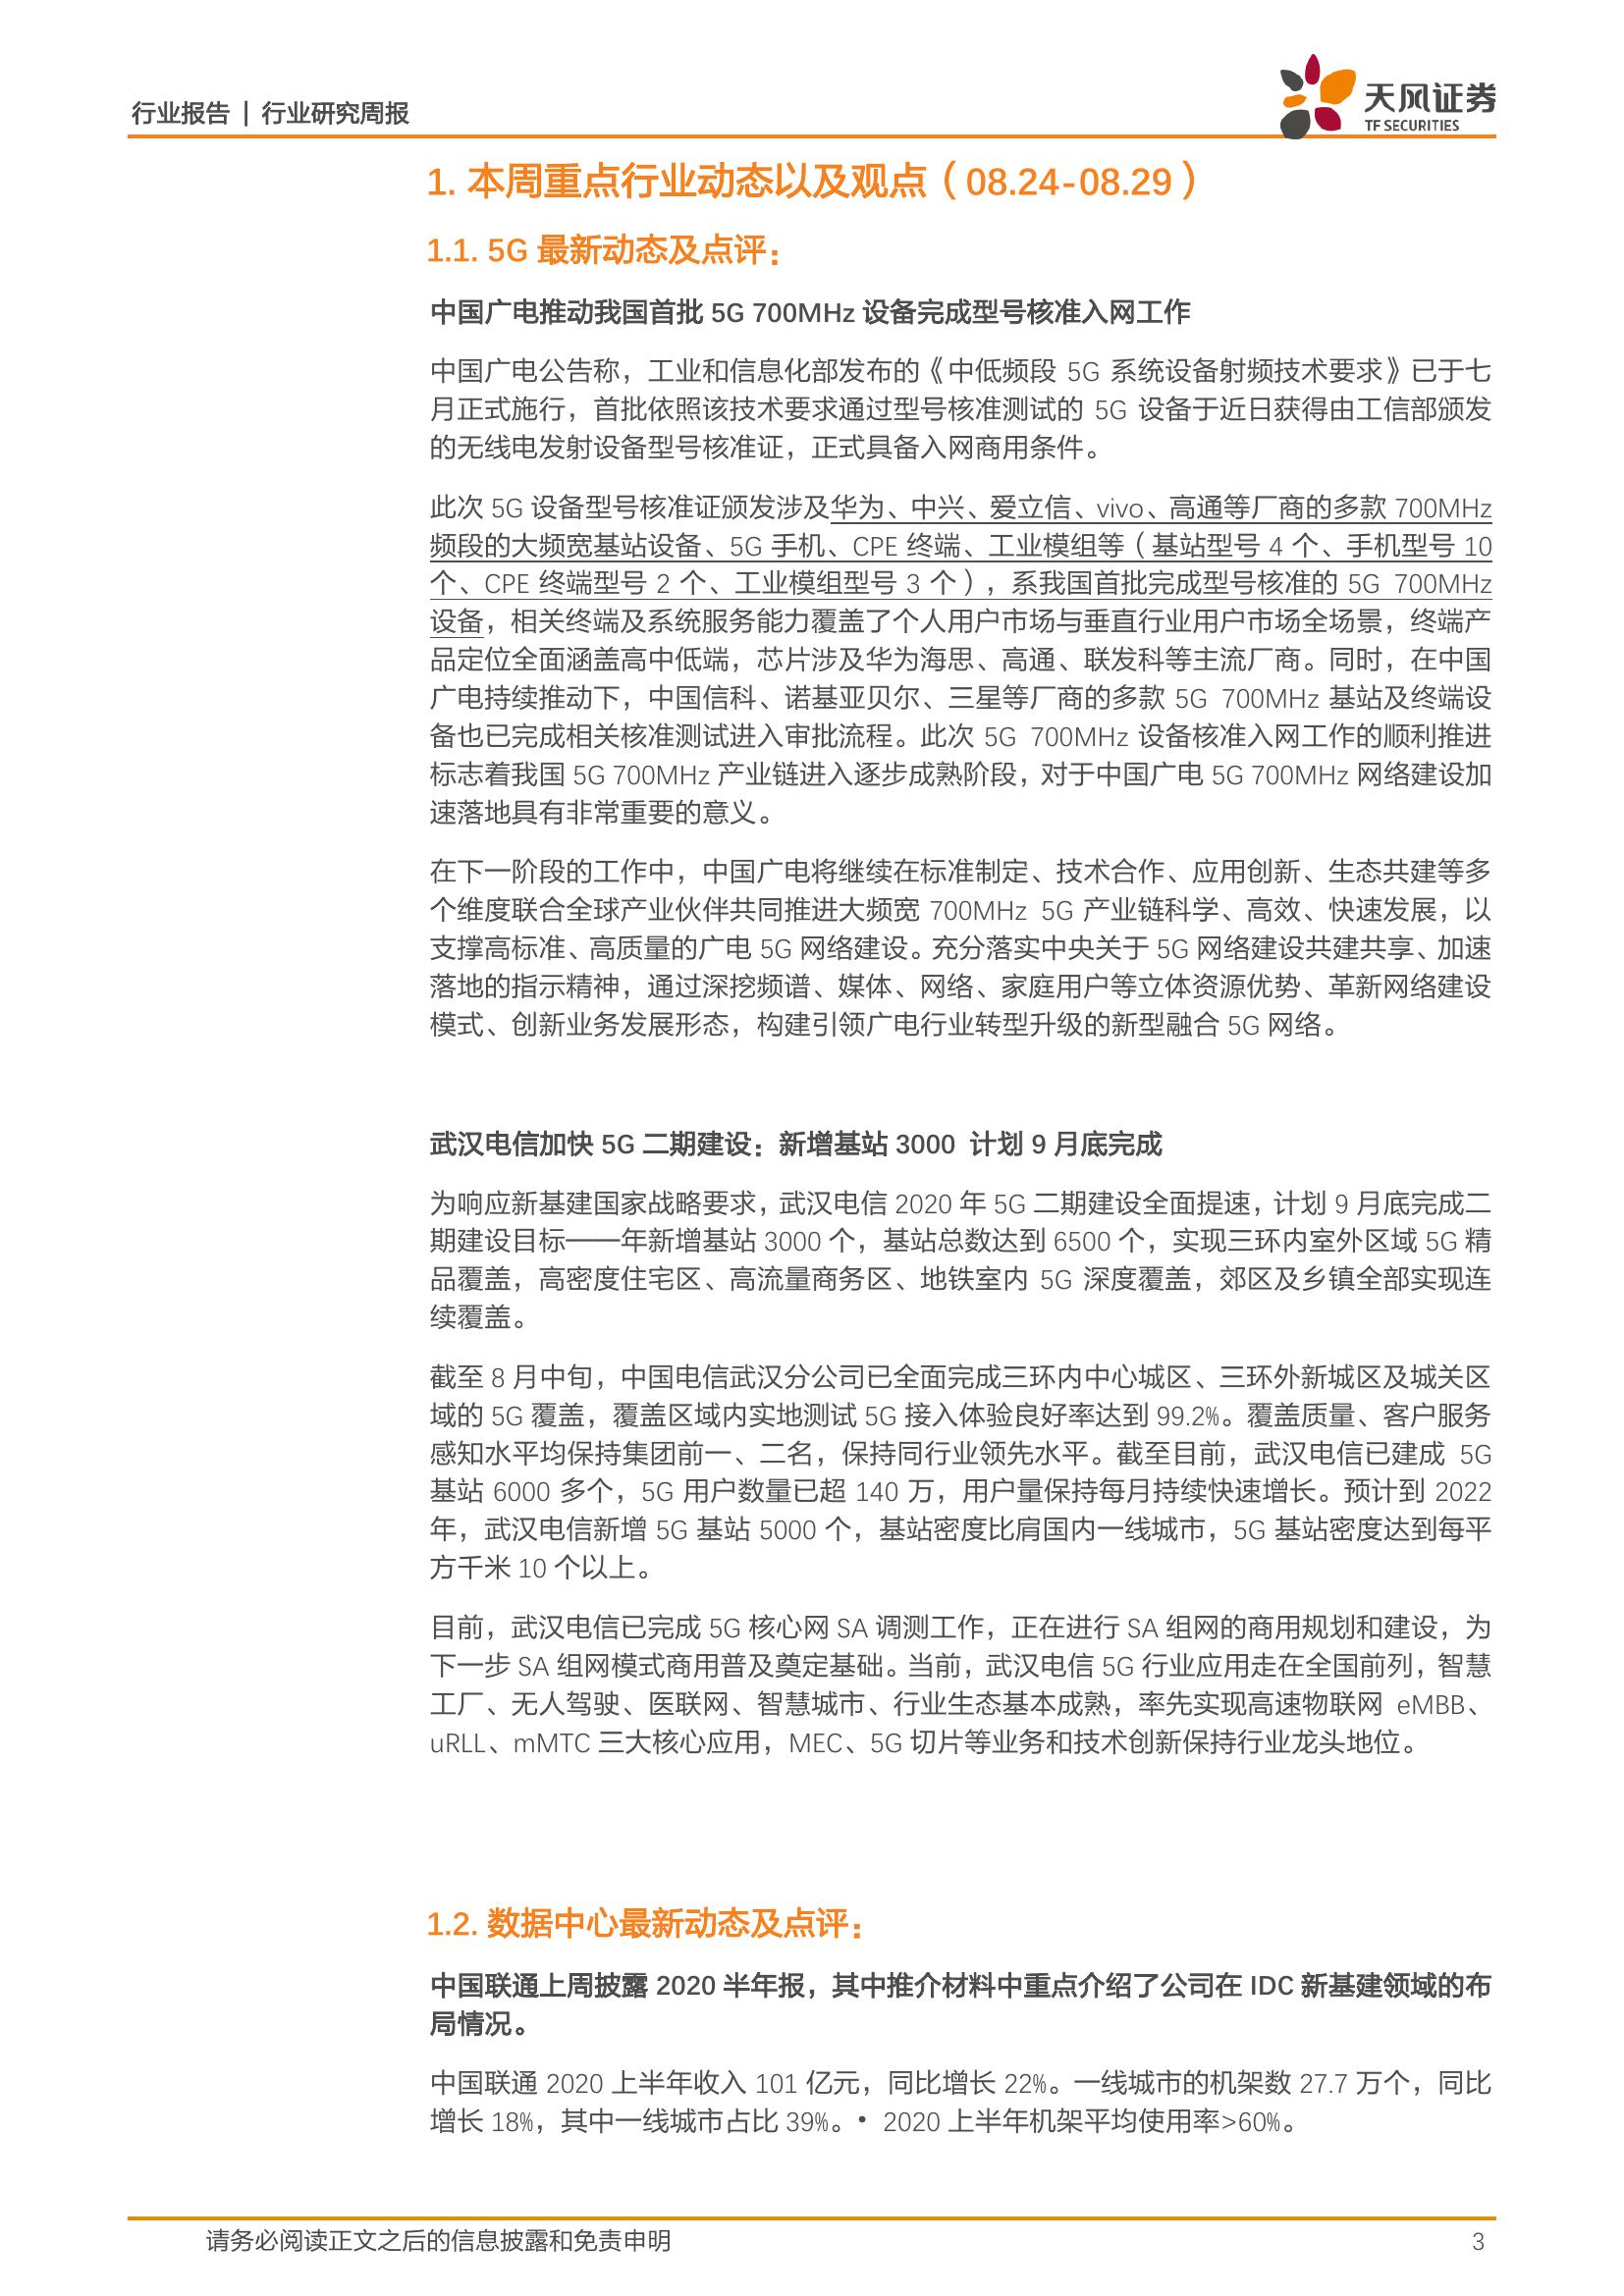 行业报告 | 行业研究周报
天风证券
TF SECURITIES
1. 本周重点行业动态以及观点（08.24-08.29）
1.1. 5G 最新动态及点评：
中国广电推动我国首批 5G 700MHz 设备完成型号核准入网工作
中国广电公告称，工业和信息化部发布的《中低频段 5G 系统设备射频技术要求》已于七
月正式施行，首批依照该技术要求通过型号核准测试的 5G 设备于近日获得由工信部颁发
的无线电发射设备型号核准证，正式具备入网商用条件。
此次 5G 设备型号核准证颁发涉及华为、中兴、爱立信、vivo、高通等厂商的多款 700MHz
频段的大频宽基站设备、5G 手机、CPE 终端、工业模组等（基站型号 4 个、手机型号 10
个、CPE 终端型号 2 个、工业模组型号 3 个），系我国首批完成型号核准的 5G 700MHz
设备，相关终端及系统服务能力覆盖了个人用户市场与垂直行业用户市场全场景，终端产
品定位全面涵盖高中低端，芯片涉及华为海思、高通、联发科等主流厂商。同时，在中国
广电持续推动下，中国信科、诺基亚贝尔、三星等厂商的多款 5G 700MHz 基站及终端设
备也已完成相关核准测试进入审批流程。此次 5G 700MHz 设备核准入网工作的顺利推进
标志着我国 5G 700MHz 产业链进入逐步成熟阶段，对于中国广电 5G 700MHz 网络建设加
速落地具有非常重要的意义。
在下一阶段的工作中，中国广电将继续在标准制定、技术合作、应用创新、生态共建等多
个维度联合全球产业伙伴共同推进大频宽 700MHz 5G 产业链科学、高效、快速发展，以
支撑高标准、高质量的广电 5G 网络建设。充分落实中央关于 5G 网络建设共建共享、加速
落地的指示精神，通过深挖频谱、媒体、网络、家庭用户等立体资源优势、革新网络建设
模式、创新业务发展形态，构建引领广电行业转型升级的新型融合 5G 网络。
武汉电信加快 5G 二期建设：新增基站 3000 计划 9 月底完成
为响应新基建国家战略要求，武汉电信 2020 年 5G 二期建设全面提速，计划 9 月底完成二
期建设目标——年新增基站 3000 个，基站总数达到 6500 个，实现三环内室外区域 5G 精
品覆盖，高密度住宅区、高流量商务区、地铁室内 5G 深度覆盖，郊区及乡镇全部实现连
续覆盖。
截至 8 月中旬，中国电信武汉分公司已全面完成三环内中心城区、三环外新城区及城关区
域的 5G 覆盖，覆盖区域内实地测试 5G 接入体验良好率达到 99.2%。覆盖质量、客户服务
感知水平均保持集团前一、二名，保持同行业领先水平。截至目前，武汉电信已建成 5G
基站 6000 多个，5G 用户数量已超 140 万，用户量保持每月持续快速增长。预计到 2022
年，武汉电信新增 5G 基站 5000 个，基站密度比肩国内一线城市，5G 基站密度达到每平
方千米 10 个以上。
目前，武汉电信已完成 5G 核心网 SA 调测工作，正在进行 SA 组网的商用规划和建设，为
下一步 SA 组网模式商用普及奠定基础。当前，武汉电信 5G 行业应用走在全国前列，智慧
工厂、无人驾驶、医联网、智慧城市、行业生态基本成熟，率先实现高速物联网 eMBB、
uRLL、mMTC 三大核心应用，MEC、5G 切片等业务和技术创新保持行业龙头地位。
1.2. 数据中心最新动态及点评：
中国联通上周披露 2020 半年报，其中推介材料中重点介绍了公司在 IDC 新基建领域的布
局情况。
中国联通 2020 上半年收入 101 亿元，同比增长 22%。一线城市的机架数 27.7 万个，同比
增长 18%，其中一线城市占比 39%。• 2020 上半年机架平均使用率>60%。
请务必阅读正文之后的信息披露和免责申明
3